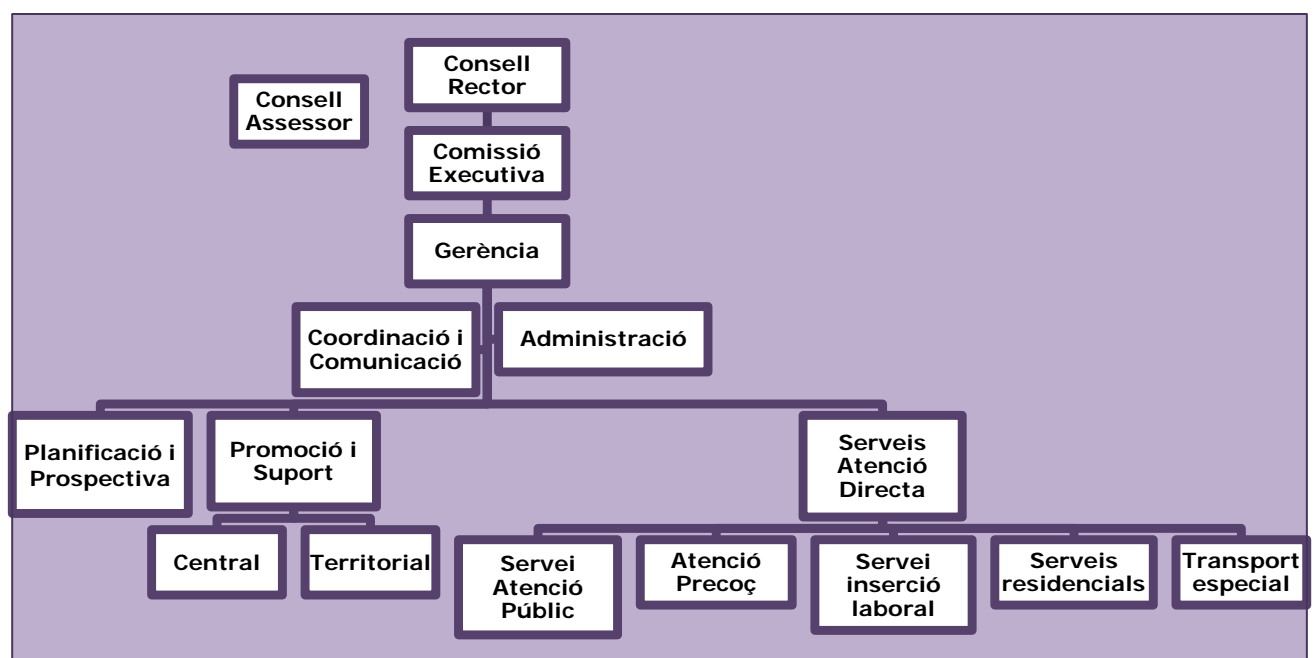 Consell
Rector
Consell
Assessor
Comissió
Executiva
Gerència
Coordinació i
Comunicació
Administració
Planificació i
Prospectiva
Promoció i
Suport
Serveis
Atenció
Directa
Central
Territorial
Servei
Atenció
Públic
Atenció
Precoç
Servei
inserció
laboral
Serveis
residencials
Transport
especial